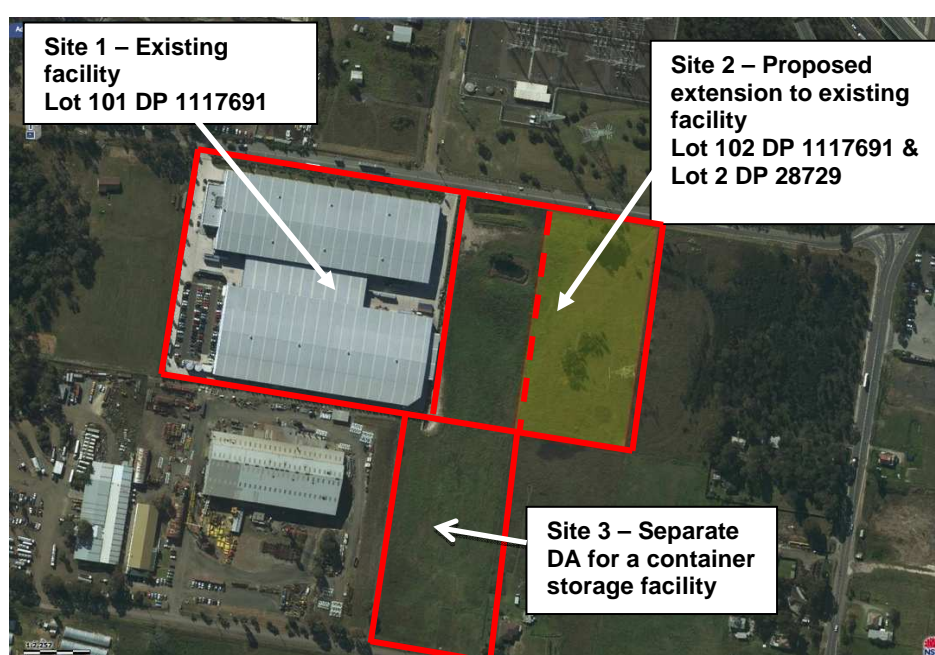 Site 1 – Existing
facility
Lot 101 DP 1117691
Site 2 – Proposed
extension to existing
facility
Lot 102 DP 1117691 &
Lot 2 DP 28729
Site 3 – Separate
DA for a container
storage facility